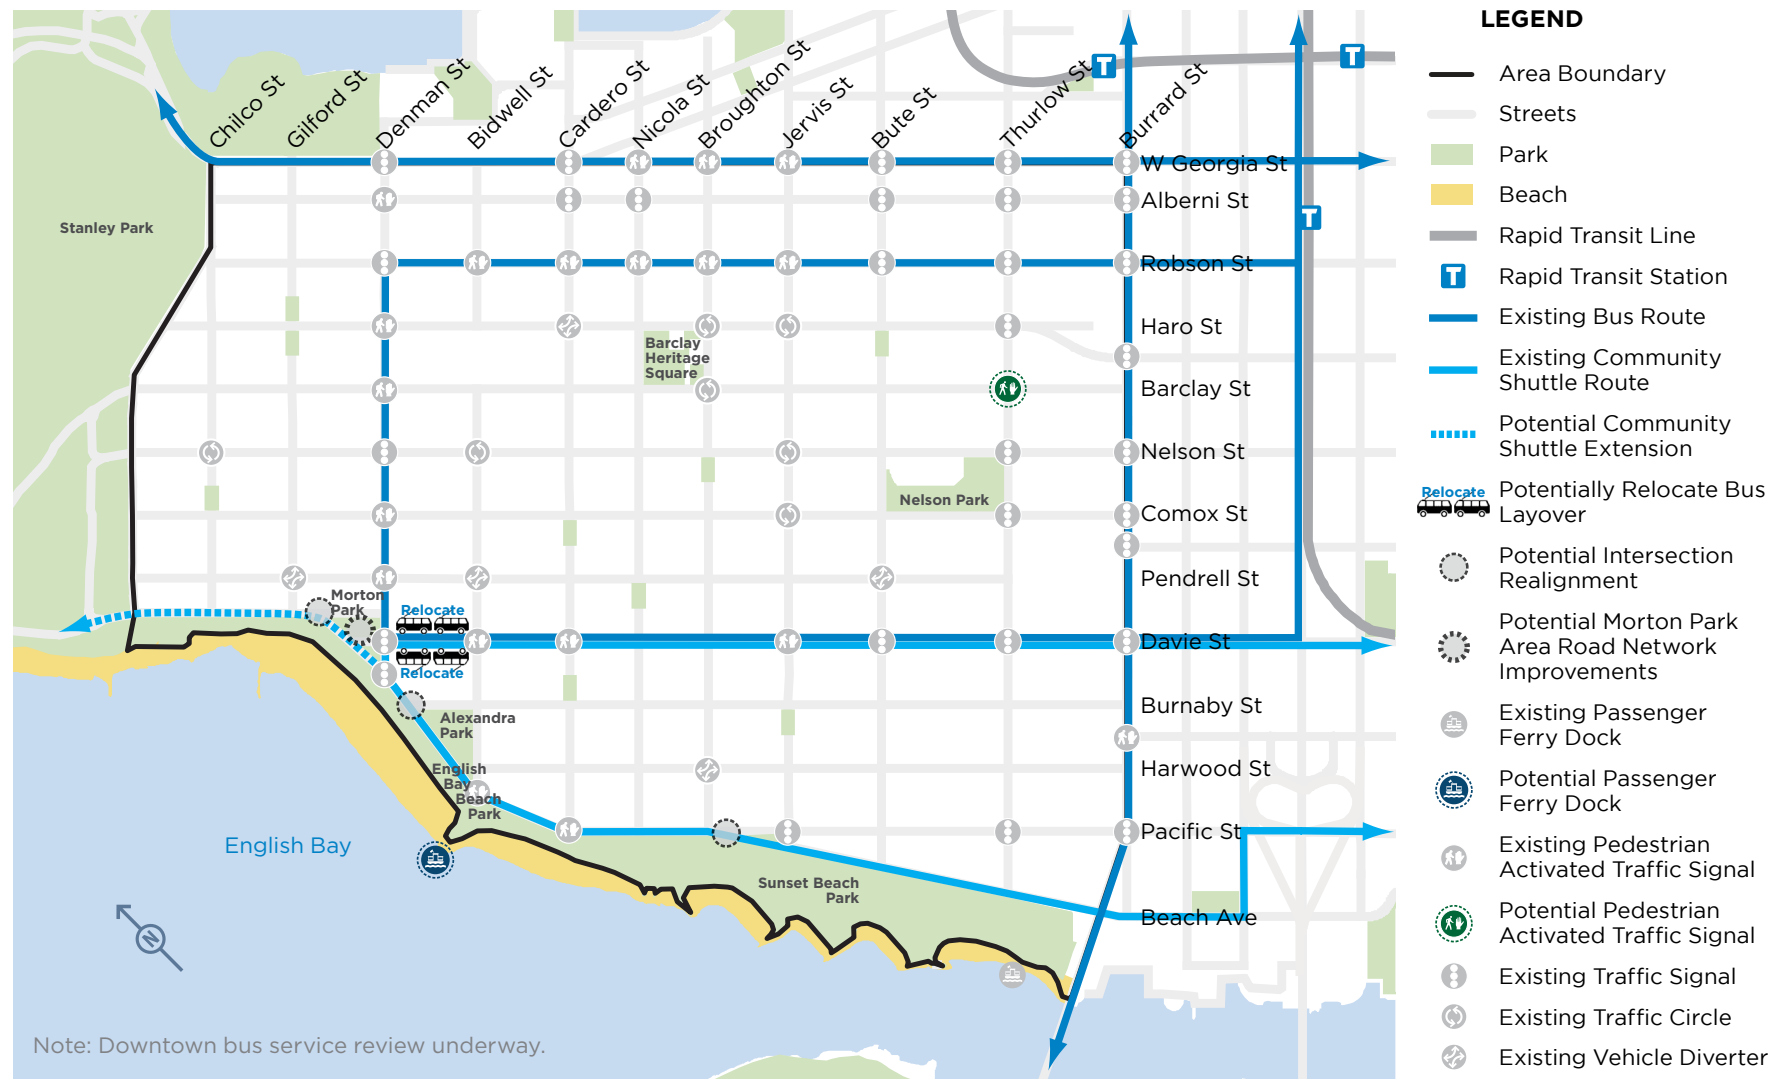 Chilco St
Gilford St
Denman St
Bidwell St
Cardero St
Nicola St
Broughton St
Jervis St
Bute St
Thurlow St
Burrard St
T
T
T
W Georgia St
Alberni St
Robson St
Haro St
Barclay St
Nelson St
Comox St
Pendrell St
Davie St
Burnaby St
Harwood St
Pacific St
Beach Ave
Stanley Park
Barclay
Heritage
Square
Nelson Park
Morton
Park
Relocate
Relocate
Alexandra
Park
English
Bay
Beach
Park
Sunset Beach
Park
English Bay
N
Note: Downtown bus service review underway.
LEGEND
Area Boundary
Streets
Park
Beach
Rapid Transit Line
T
Rapid Transit Station
Existing Bus Route
Existing Community
Shuttle Route
Potential Community
Shuttle Extension
Relocate
Potentially Relocate Bus
Layover
Potential Intersection
Realignment
Potential Morton Park
Area Road Network
Improvements
Existing Passenger
Ferry Dock
Potential Passenger
Ferry Dock
Existing Pedestrian
Activated Traffic Signal
Potential Pedestrian
Activated Traffic Signal
Existing Traffic Signal
Existing Traffic Circle
Existing Vehicle Diverter